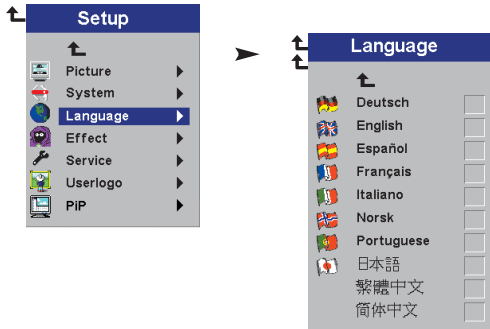 Setup
Picture
System
Language
Effect
Service
Userlogo
PiP
Language
Deutsch
English
Español
Français
Italiano
Norsk
Portuguese
日本語
繁體中文
简体中文